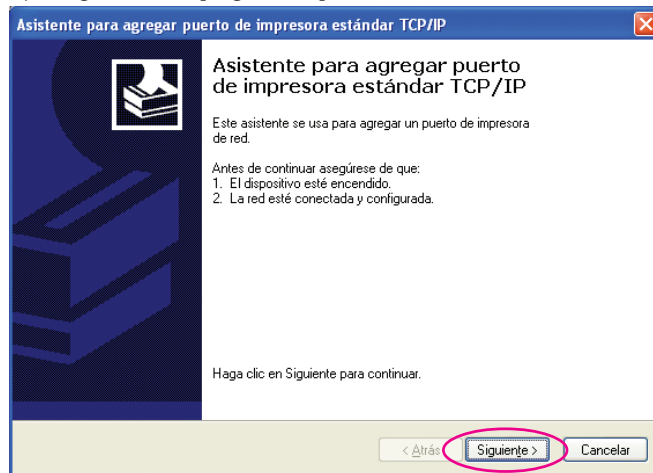 Asistente para agregar puerto de impresora estándar TCP/IP
Asistente para agregar puerto
de impresora estándar TCP/IP
Este asistente se usa para agregar un puerto de impresora
de red.
Antes de continuar asegúrese de que:
1. El dispositivo esté encendido.
2. La red esté conectada y configurada.
Haga clic en Siguiente para continuar.
< Atrás Siguiente > Cancelar